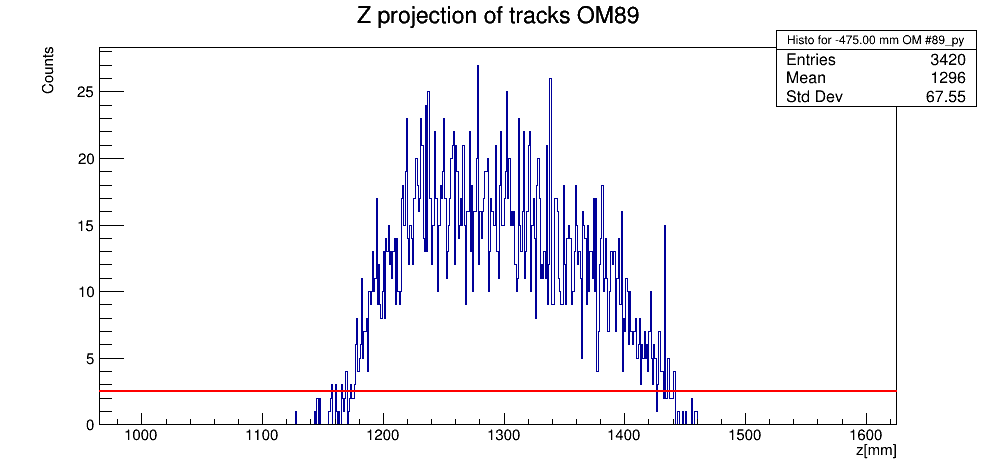 Z projection of tracks OM89
Histo for -475.00 mm OM #89_py
Entries 3420
Mean 1296
Std Dev 67.55
Counts
25
20
15
10
5
0
1000 1100 1200 1300 1400 1500 1600
z[mm]